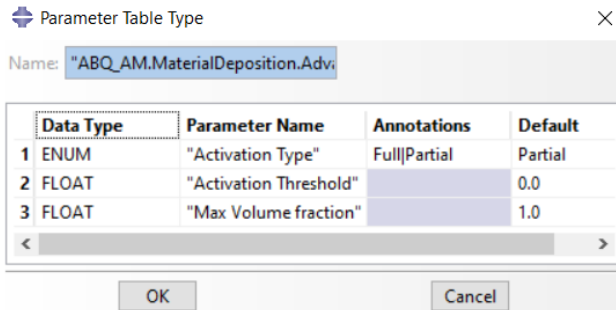 Parameter Table Type
Name: "ABQ_AM.MaterialDeposition.Adva
Data Type Parameter Name Annotations Default
1 ENUM "Activation Type" Full|Partial Partial
2 FLOAT "Activation Threshold" 0.0
3 FLOAT "Max Volume fraction" 1.0
OK Cancel